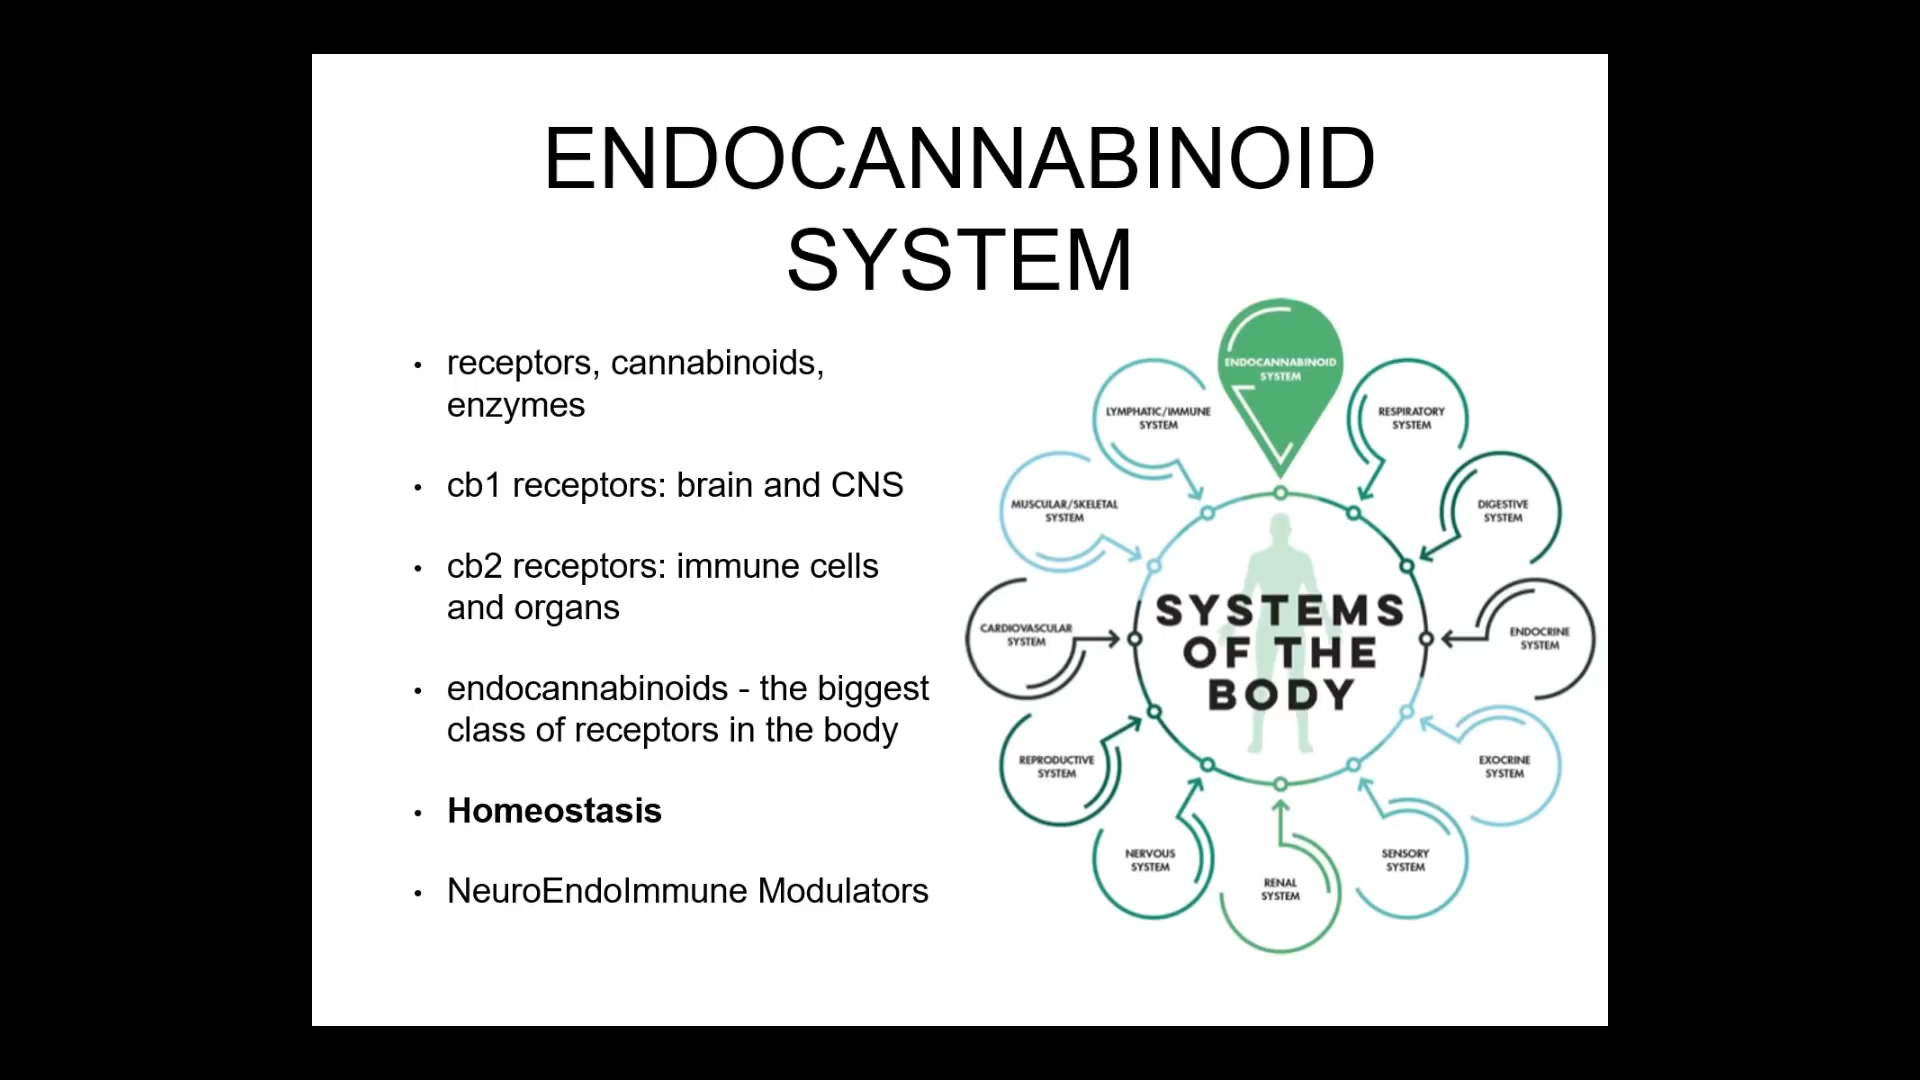 ENDOCANNABINOID
SYSTEM
receptors, cannabinoids,
enzymes
cb1 receptors: brain and CNS
cb2 receptors: immune cells
and organs
endocannabinoids - the biggest
class of receptors in the body
Homeostasis
NeuroEndoImmune Modulators
ENDOCANNABINOID
SYSTEM
RESPIRATORY
SYSTEM
DIGESTIVE
SYSTEM
ENDOCRINE
SYSTEM
EXOCRINE
SYSTEM
SENSORY
SYSTEM
RENAL
SYSTEM
NERVOUS
SYSTEM
REPRODUCTIVE
SYSTEM
CARDIOVASCULAR
SYSTEM
MUSCULAR/SKELETAL
SYSTEM
LYMPHATIC/IMMUNE
SYSTEM
SYSTEMS
OF THE
BODY